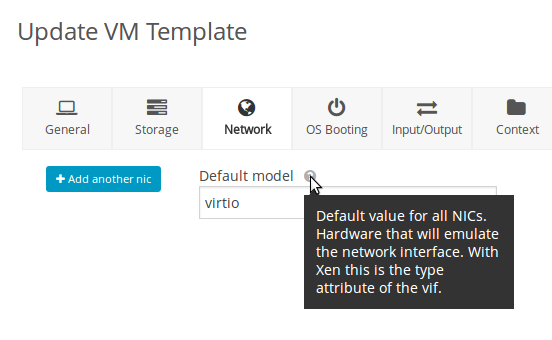 Update VM Template
General
Storage
Network
OS Booting
Input/Output
Context
Add another nic
Default model
virtio
Default value for all NICs.
Hardware that will emulate
the network interface. With
Xen this is the type
attribute of the vif.